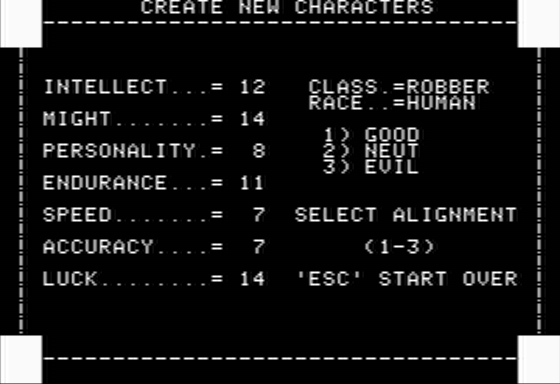 CREATE NEW CHARACTERS
INTELLECT...= 12
MIGHT.......= 14
PERSONALITY.= 8
ENDURANCE...= 11
SPEED.......= 7
ACCURACY....= 7
LUCK........= 14
CLASS.=ROBBER
RACE..=HUMAN
1) GOOD
2) NEUT
3) EVIL
SELECT ALIGNMENT
(1-3)
'ESC' START OVER